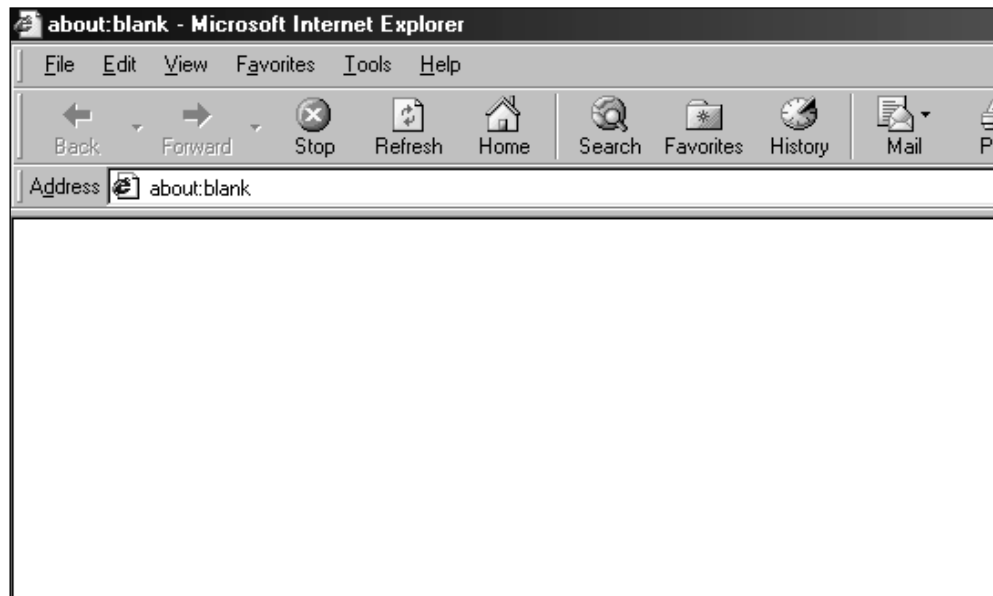 about:blank - Microsoft Internet Explorer
File Edit View Favorites Tools Help
Back Forward Stop Refresh Home Search Favorites History Mail
Address about:blank